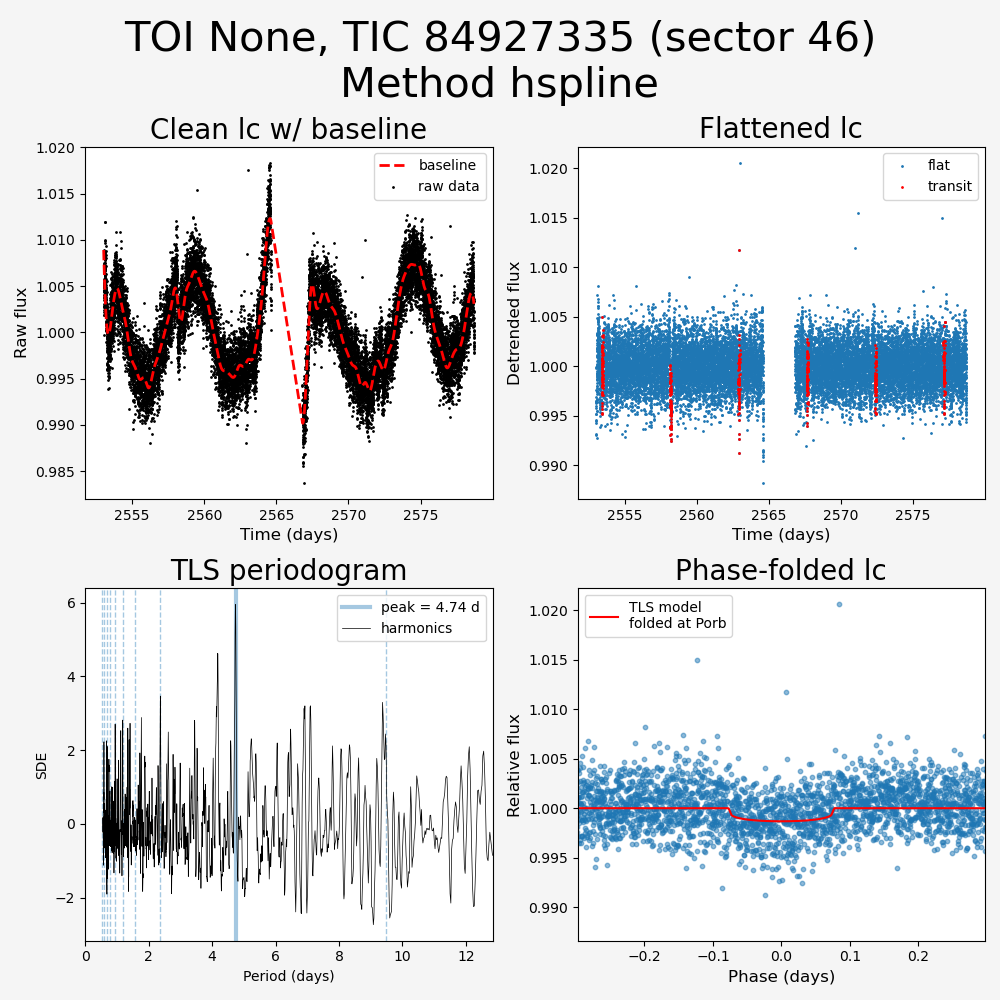 TOI None, TIC 84927335 (sector 46)
Method hspline
Clean lc w/ baseline
Flattened lc
1.020
1.015
1.010
1.005
1.000
0.995
0.990
0.985
Raw flux
baseline
raw data
2555
2560
2565
2570
2575
Time (days)
1.020
1.015
1.010
1.005
1.000
0.995
0.990
Detrended flux
flat
transit
2555
2560
2565
2570
2575
Time (days)
TLS periodogram
Phase-folded lc
6
4
2
0
−2
SDE
peak = 4.74 d
harmonics
0
2
4
6
8
10
12
Period (days)
1.020
1.015
1.010
1.005
1.000
0.995
0.990
Relative flux
TLS model
folded at Porb
−0.2
−0.1
0.0
0.1
0.2
Phase (days)